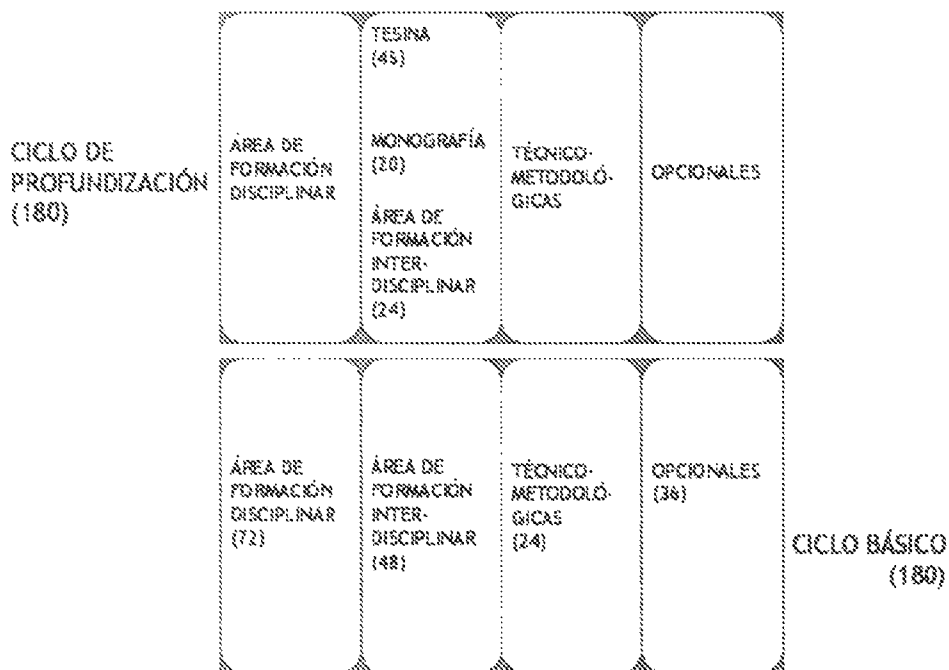 CICLO DE
PROFUNDIZACIÓN
(180)
ÁREA DE
FORMACIÓN
DISCIPLINAR
TESINA
(45)
MONOGRAFÍA
(20)
ÁREA DE
FORMACIÓN
INTER-
DISCIPLINAR
(24)
TÉCNICO-
METODOLÓ-
GICAS
OPCIONALES
ÁREA DE
FORMACIÓN
DISCIPLINAR
(72)
ÁREA DE
FORMACIÓN
INTER-
DISCIPLINAR
(48)
TÉCNICO-
METODOLÓ-
GICAS
(24)
OPCIONALES
(36)
CICLO BÁSICO
(180)